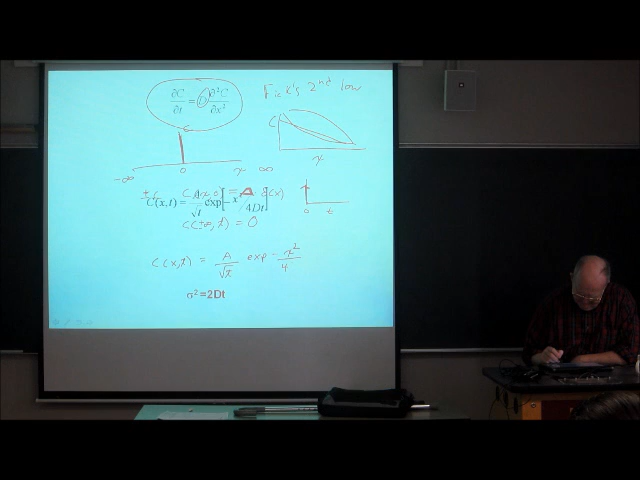 ∂C/∂t = D ∂²C/∂x²
Fick's 2nd law
C
x
-∞ 0 x ∞
C(x,0) = A δ(x)
C(x,t) = A/√t exp[-x²/4Dt]
0 t
C(±∞,t) = 0
C(x,t) = A/√t exp - x²/4
σ²=2Dt